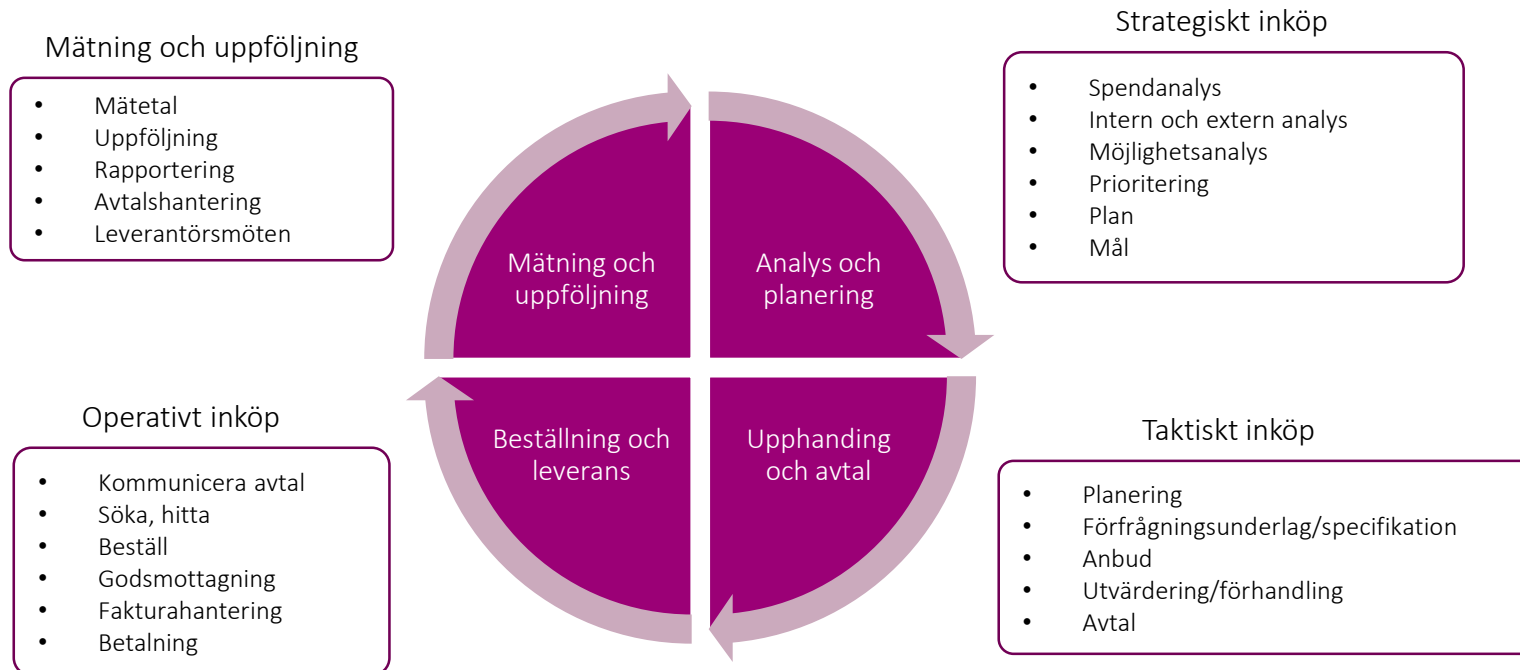 Mätning och uppföljning
• Mätetal
• Uppföljning
• Rapportering
• Avtalshantering
• Leverantörsmöten
Strategiskt inköp
• Spendanalys
• Intern och extern analys
• Möjlighetsanalys
• Prioritering
• Plan
• Mål
Mätning och
uppföljning
Analys och
planering
Beställning och
leverans
Upphanding
och avtal
Operativt inköp
• Kommunicera avtal
• Söka, hitta
• Beställ
• Godsmottagning
• Fakturahantering
• Betalning
Taktiskt inköp
• Planering
• Förfrågningsunderlag/specifikation
• Anbud
• Utvärdering/förhandling
• Avtal